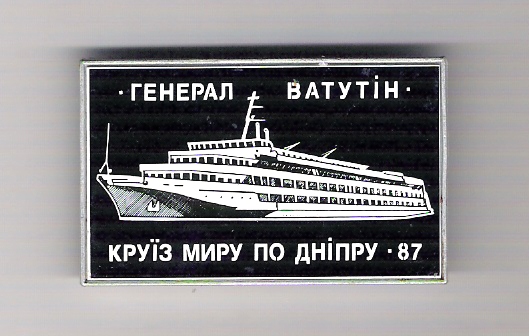 · ГЕНЕРАЛ ВАТУТІН ·
КРУЇЗ МИРУ ПО ДНІПРУ · 87